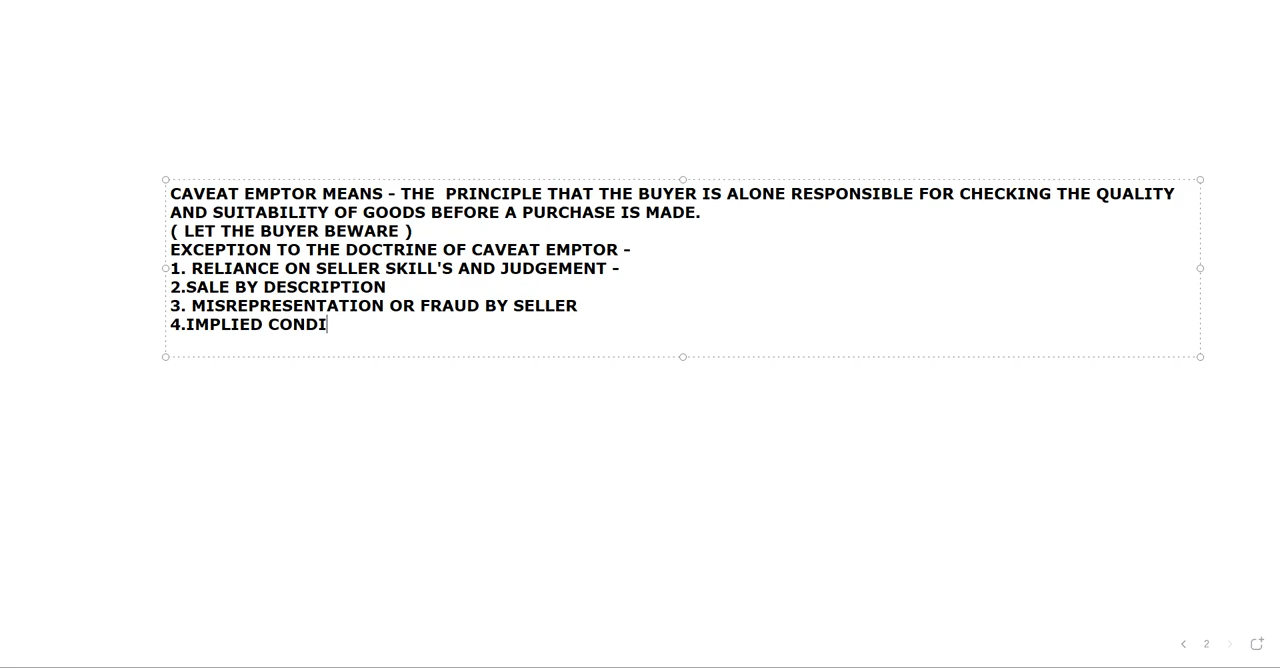 CAVEAT EMPTOR MEANS - THE  PRINCIPLE THAT THE BUYER IS ALONE RESPONSIBLE FOR CHECKING THE QUALITY
AND SUITABILITY OF GOODS BEFORE A PURCHASE IS MADE.
( LET THE BUYER BEWARE )
EXCEPTION TO THE DOCTRINE OF CAVEAT EMPTOR -
1. RELIANCE ON SELLER SKILL'S AND JUDGEMENT -
2.SALE BY DESCRIPTION
3. MISREPRESENTATION OR FRAUD BY SELLER
4.IMPLIED CONDI
2